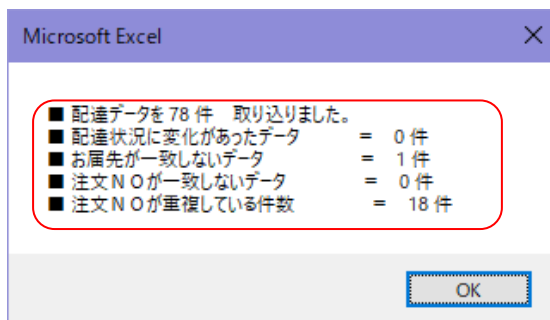 Microsoft Excel
■ 配達データを 78 件　取り込りました。
■ 配達状況に変化があったデータ　　　＝　0 件
■ お届先が一致しないデータ　　　　　＝　1 件
■ 注文ＮＯが一致しないデータ　　　　＝　0 件
■ 注文ＮＯが重複している件数　　　　＝　18 件
OK